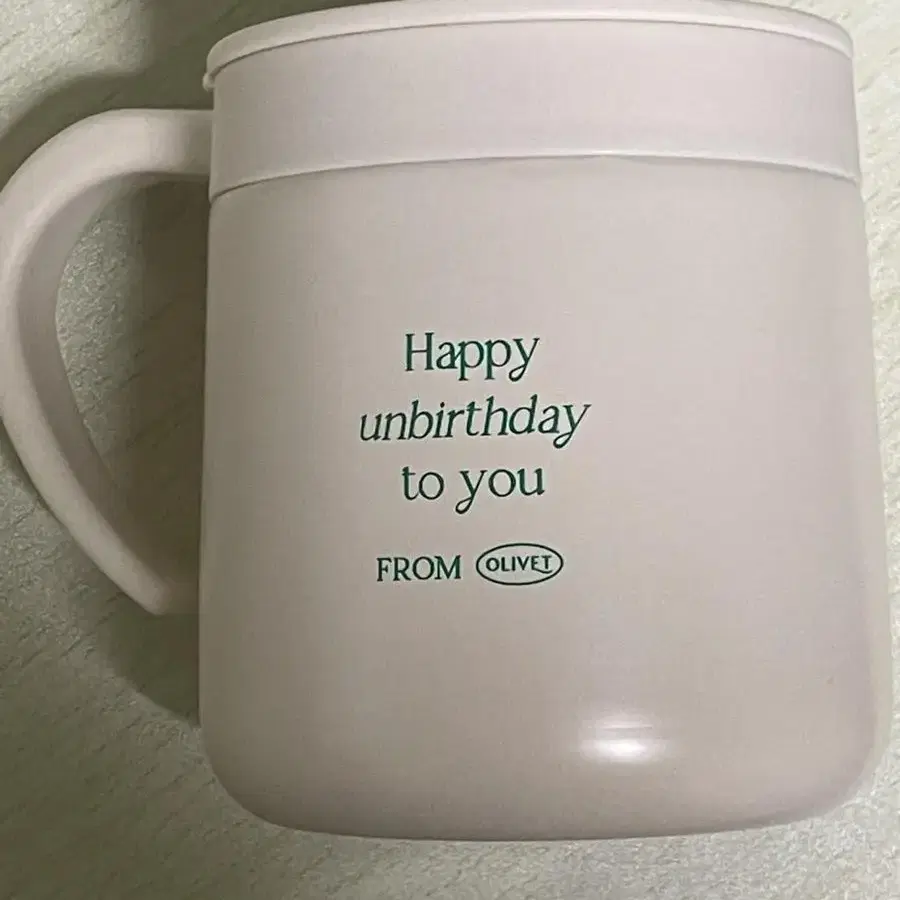 Happy
unbirthday
to you
FROM OLIVET